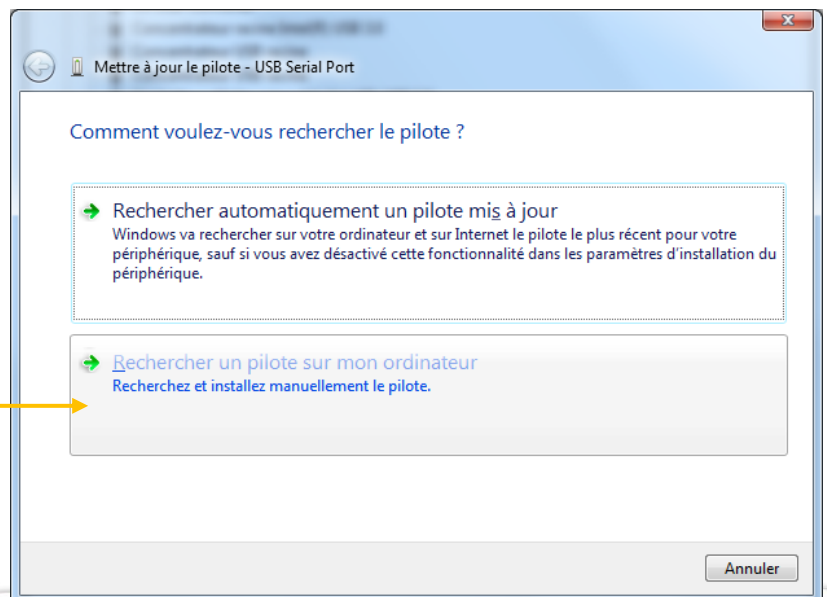 Mettre à jour le pilote - USB Serial Port
Comment voulez-vous rechercher le pilote ?
Rechercher automatiquement un pilote mis à jour
Windows va rechercher sur votre ordinateur et sur Internet le pilote le plus récent pour votre
périphérique, sauf si vous avez désactivé cette fonctionnalité dans les paramètres d'installation du
périphérique.
Rechercher un pilote sur mon ordinateur
Recherchez et installez manuellement le pilote.
Annuler